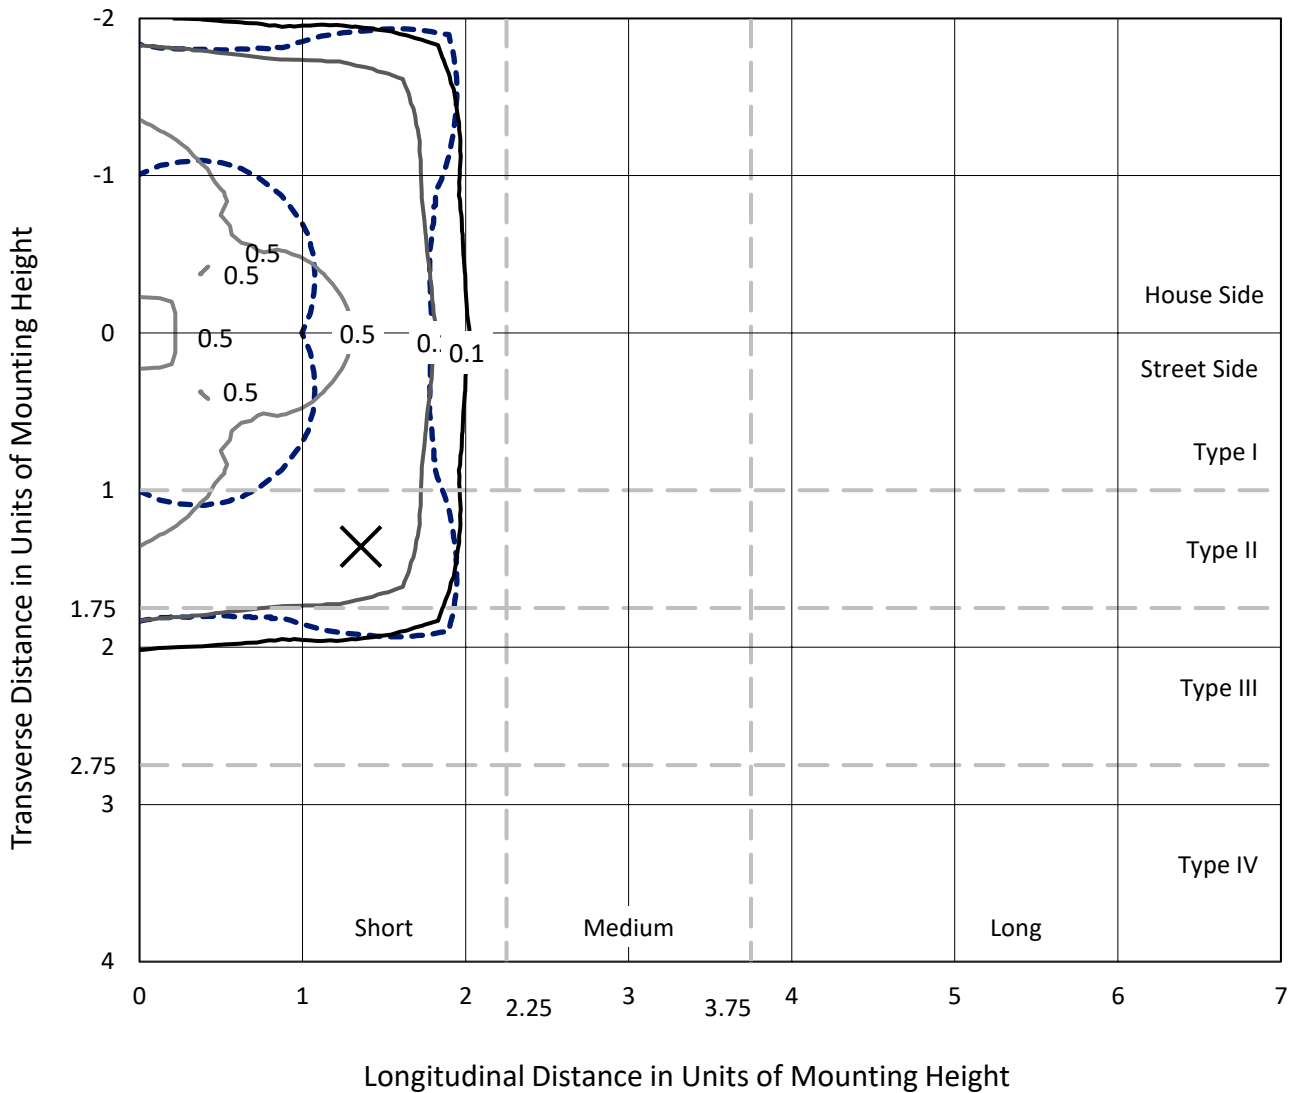 -2
-1
0
1
1.75
2
2.75
3
4
Transverse Distance in Units of Mounting Height
0.5
0.5
0.5
0.5
0.5
0.1
House Side
Street Side
Type I
Type II
Type III
Type IV
Short
Medium
Long
0
1
2
2.25
3
3.75
4
5
6
7
Longitudinal Distance in Units of Mounting Height